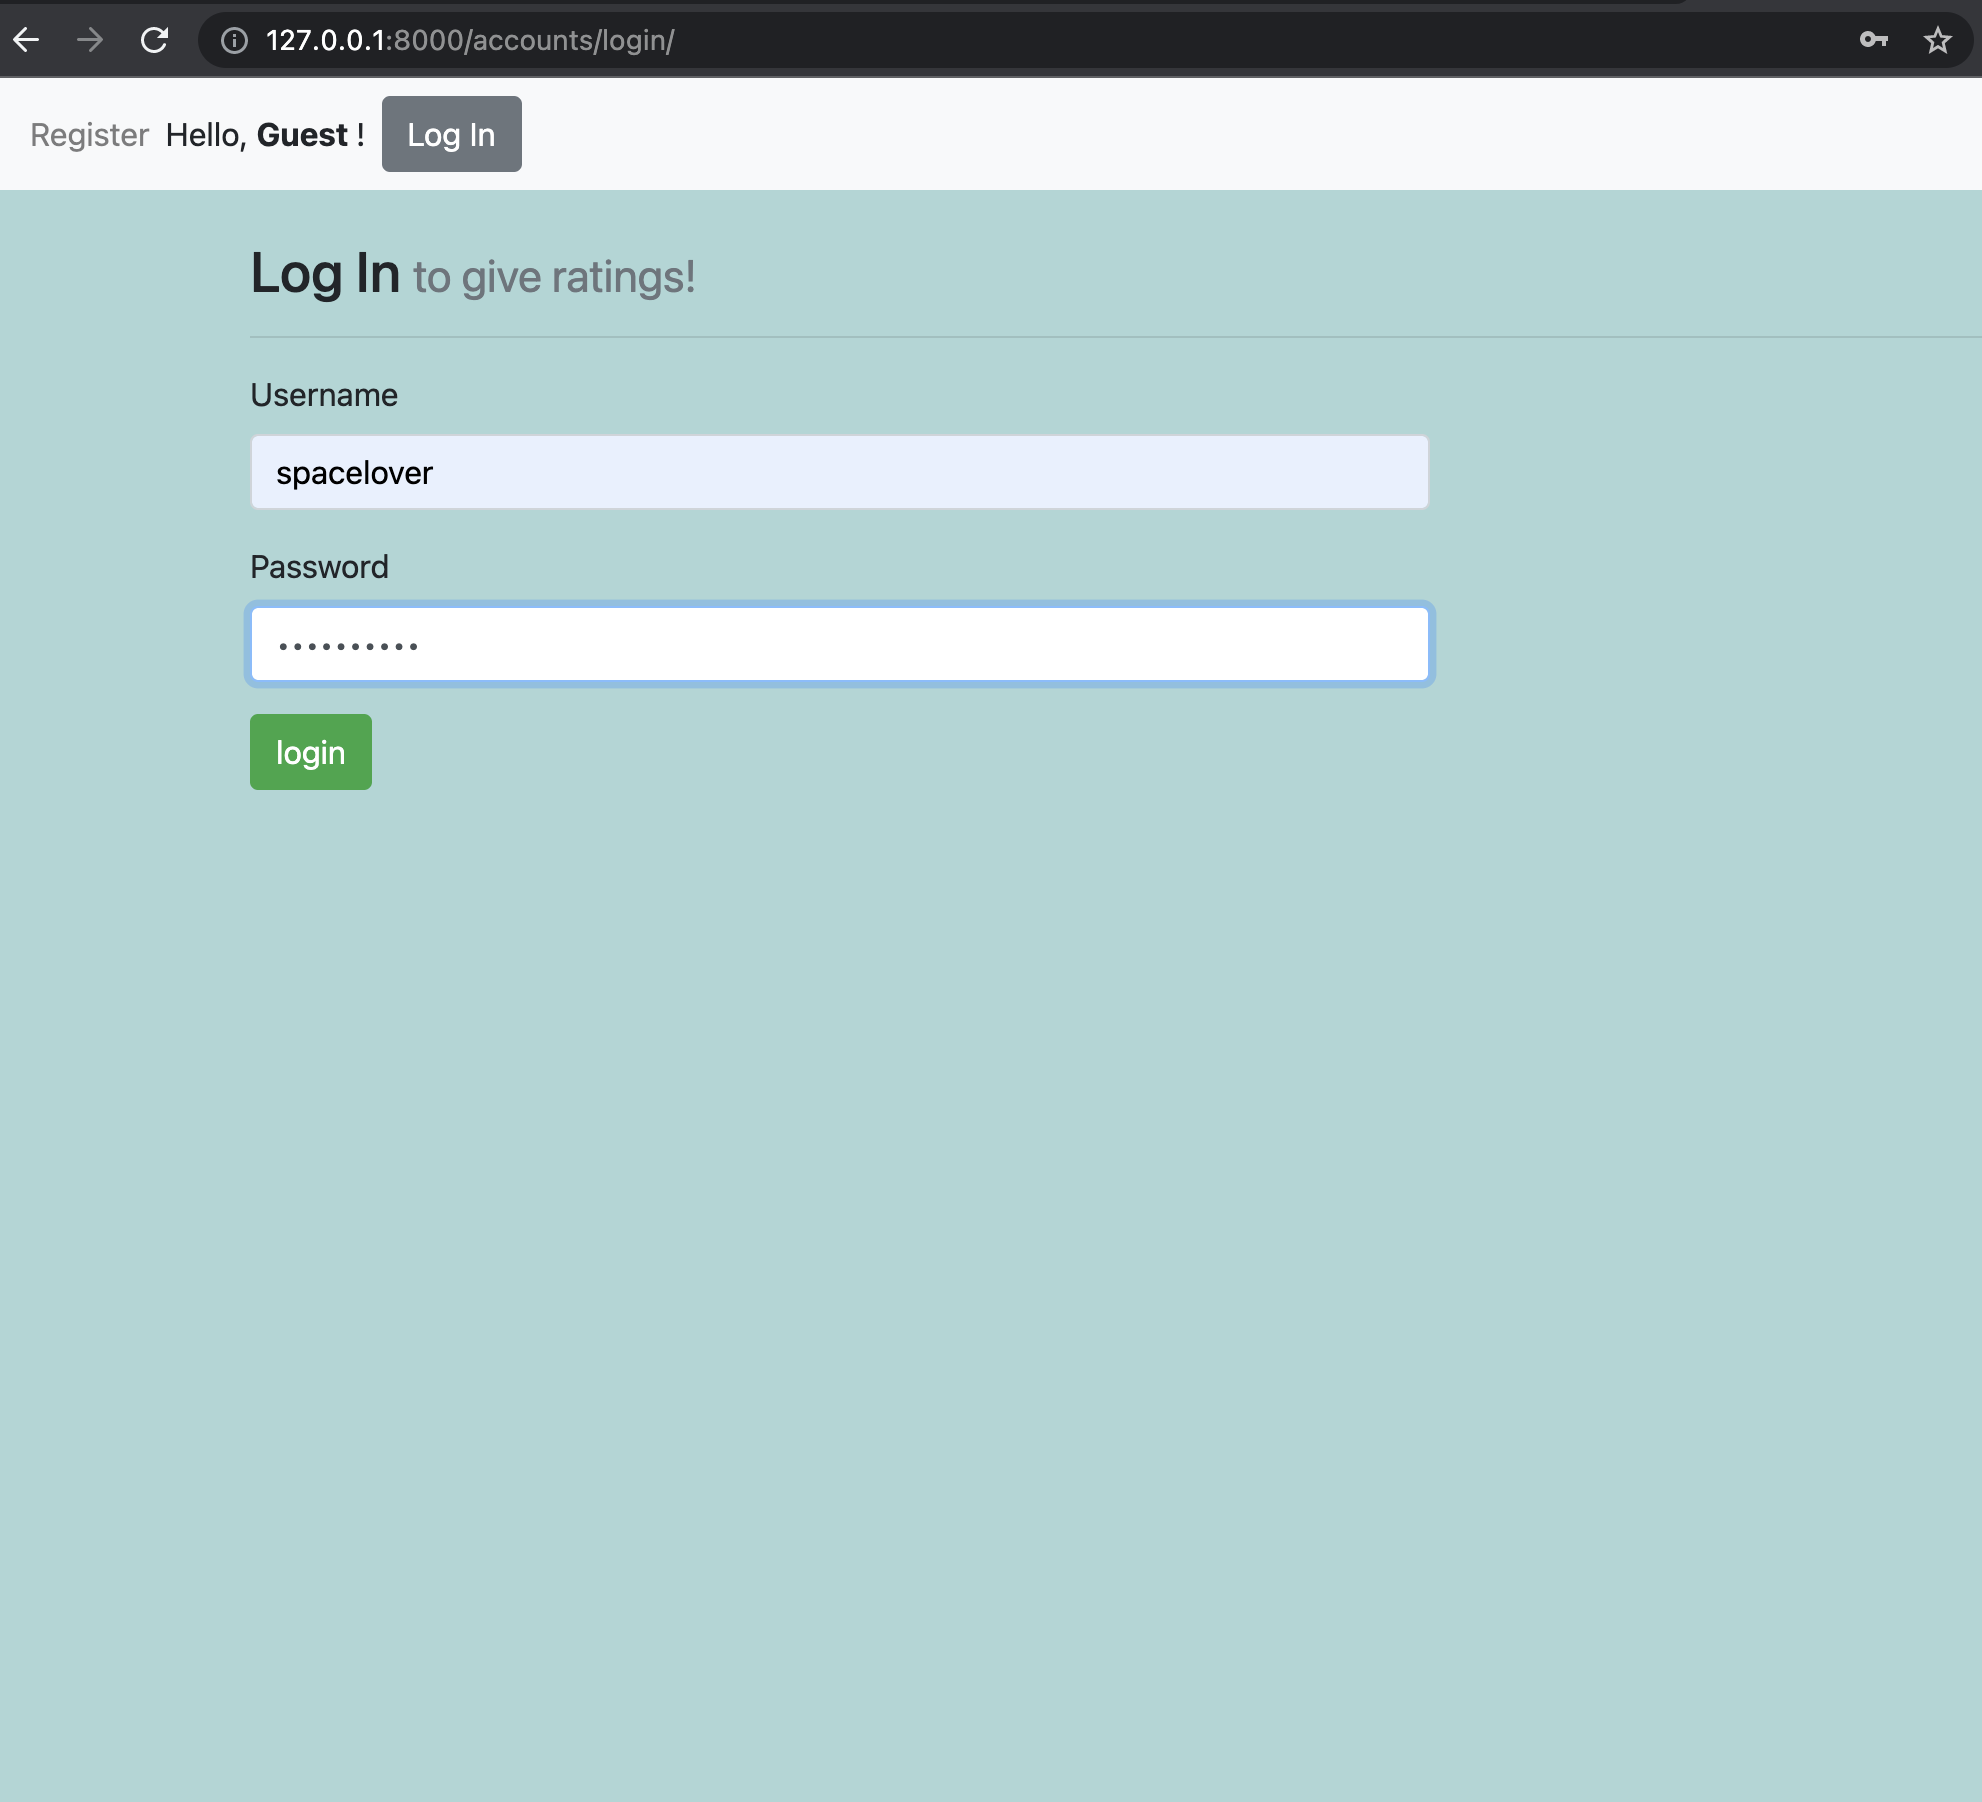 127.0.0.1:8000/accounts/login/
Register Hello, Guest ! Log In
Log In to give ratings!
Username
spacelover
Password
••••••••••
login